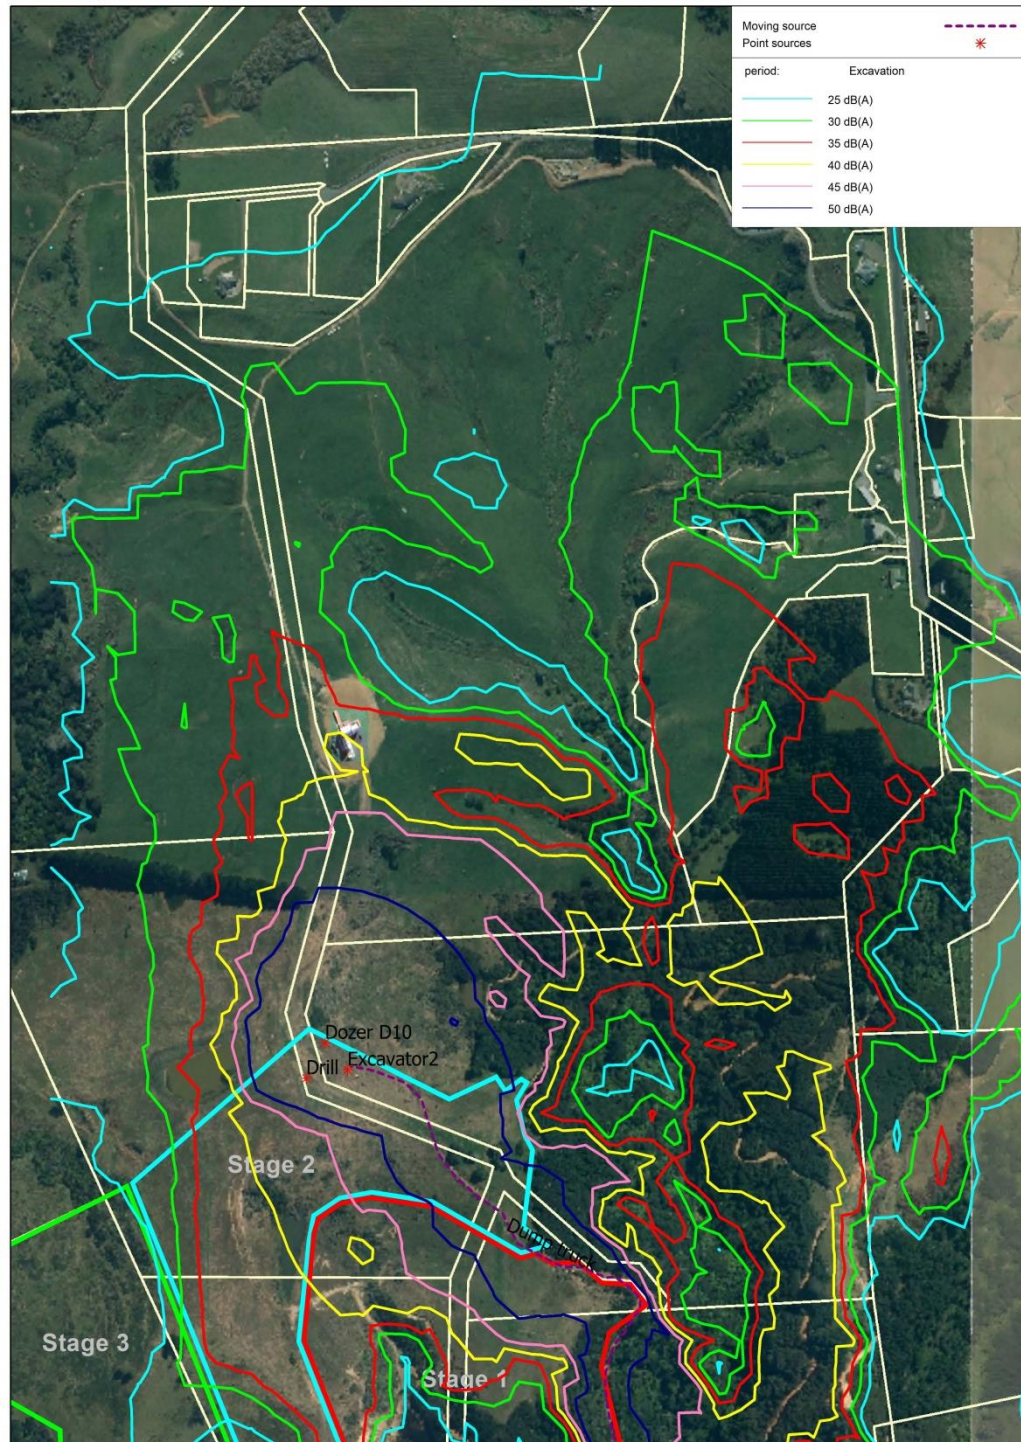 Moving source
Point sources
period: Excavation
25 dB(A)
30 dB(A)
35 dB(A)
40 dB(A)
45 dB(A)
50 dB(A)
Dozer D10
Excavator2
Drill
Stage 2
Dump truck
Stage 3
Stage 1